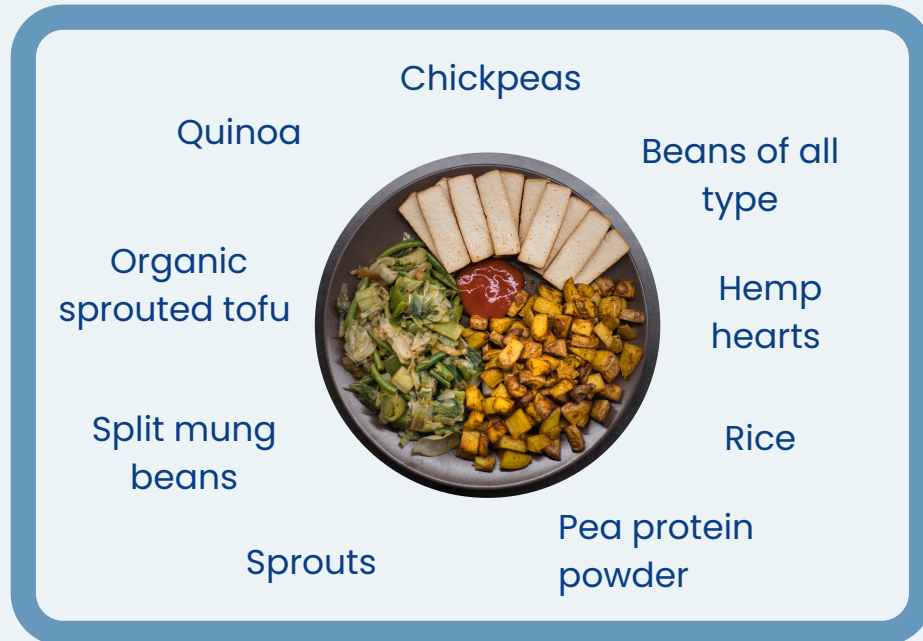 Chickpeas
Quinoa
Beans of all
type
Organic
sprouted tofu
Hemp
hearts
Split mung
beans
Rice
Sprouts
Pea protein
powder